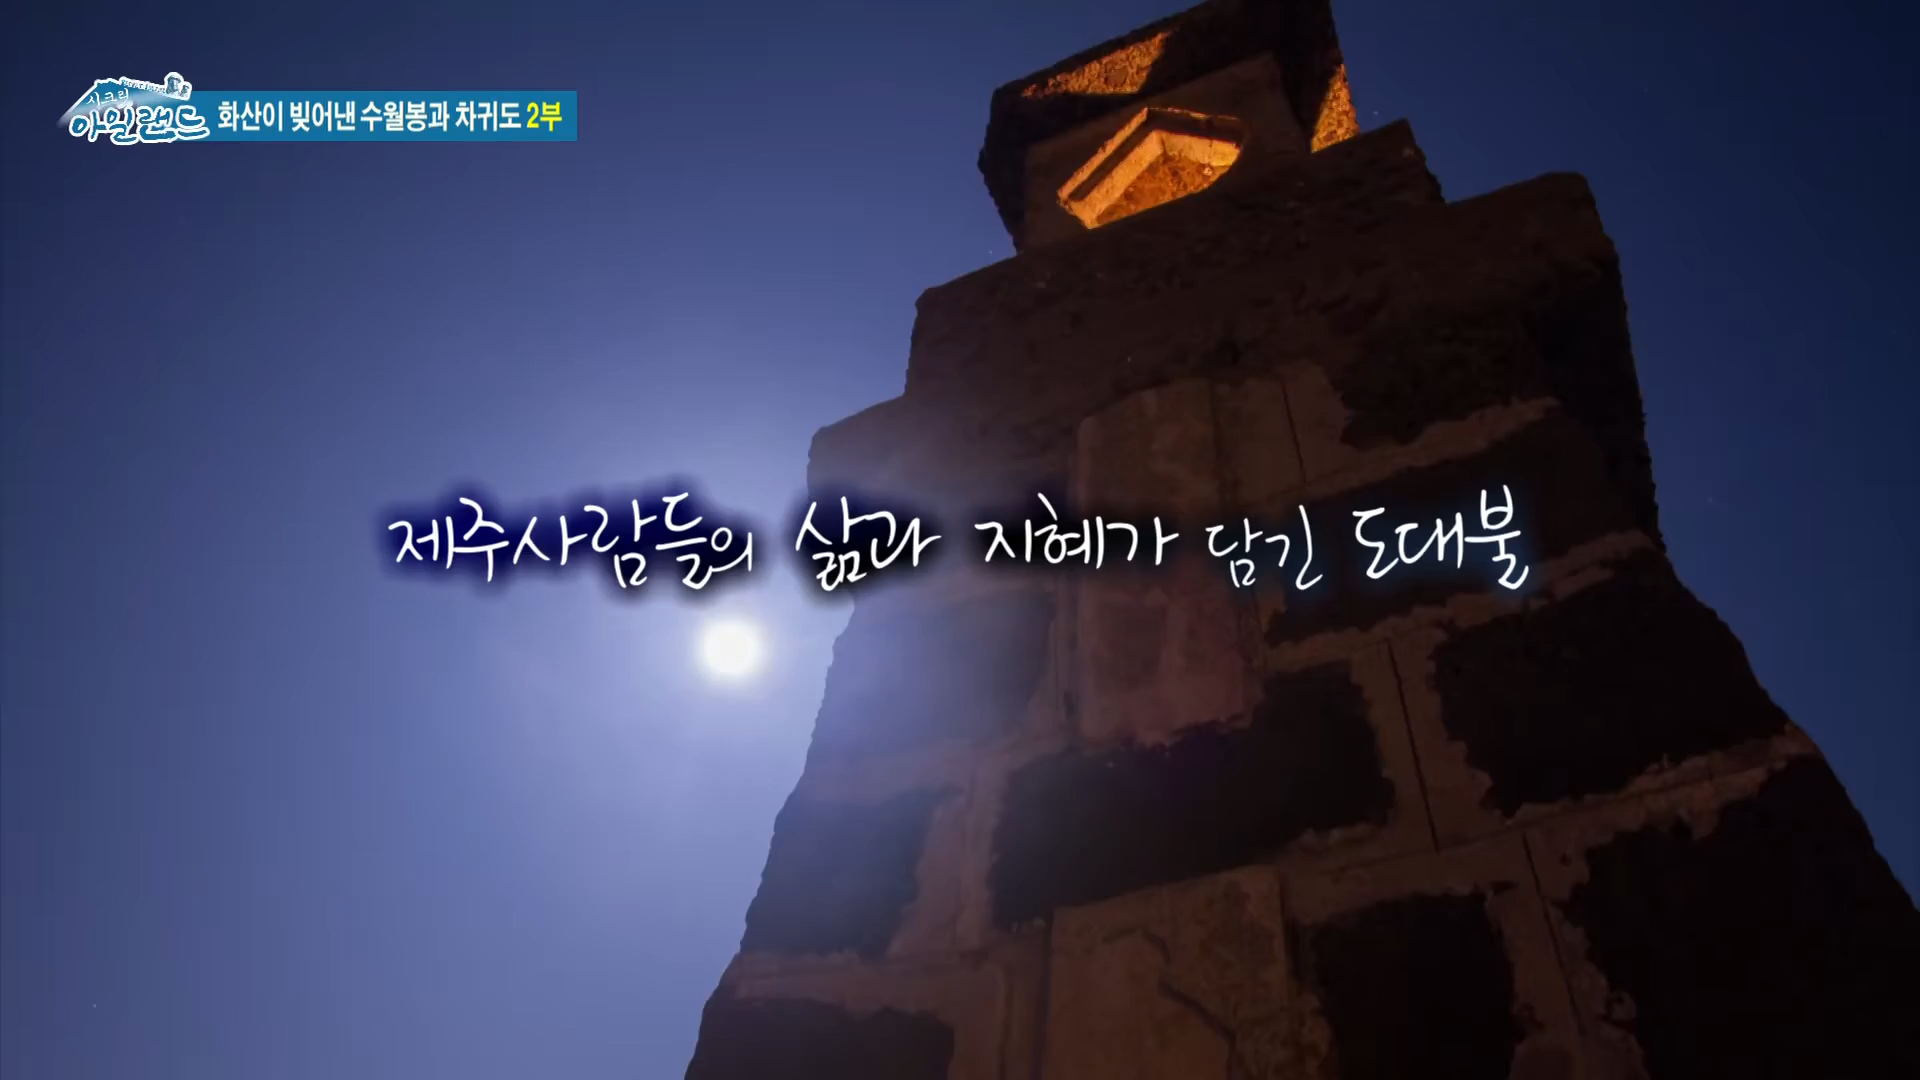 시크릿
아일랜드
화산이 빚어낸 수월봉과 차귀도 2부
제주사람들의 삶과 지혜가 담긴 도대불